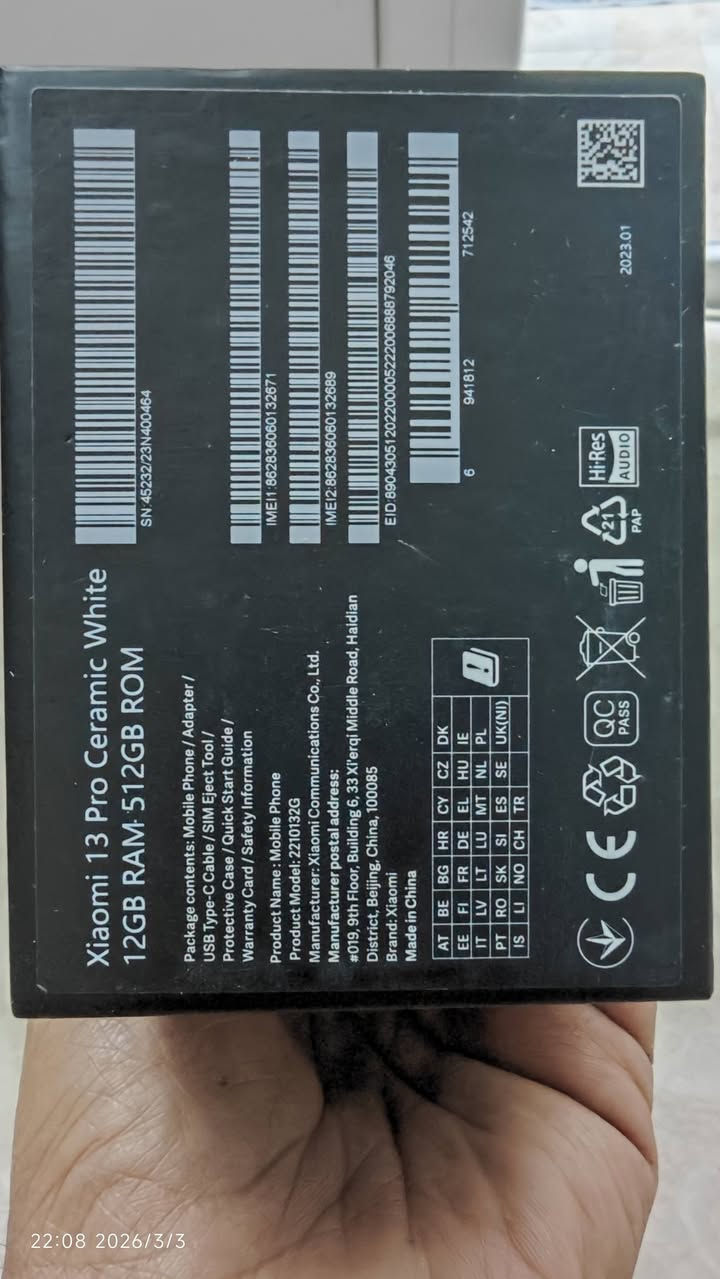 Xiaomi 13 Pro Ceramic White
12GB RAM·512GB ROM
Package contents: Mobile Phone / Adapter /
USB Type-C Cable / SIM Eject Tool /
Protective Case / Quick Start Guide /
Warranty Card / Safety Information
Product Name : Mobile Phone
Product Model: 2210132G
Manufacturer: Xiaomi Communications Co., Ltd.
Manufacturer postal address:
#019, 9th Floor, Building 6, 33 Xi'erqi Middle Road, Haidian
District, Beijing, China, 100085
Brand: Xiaomi
Made in China
AT BE BG HR CY CZ DK
EE FI FR DE EL HU IE
IT LV LT LU MT NL PL
PT RO SK SI ES SE UK(NI)
IS LI NO CH TR
SN:45232/23N400464
IMEI1:862836060132671
IMEI2:862836060132689
EID:890430512022000005222006888792046
6 941812 712542
CE
QC
PASS
21
PAP
Hi-Res
AUDIO
2023.01
22:08 2026/3/3